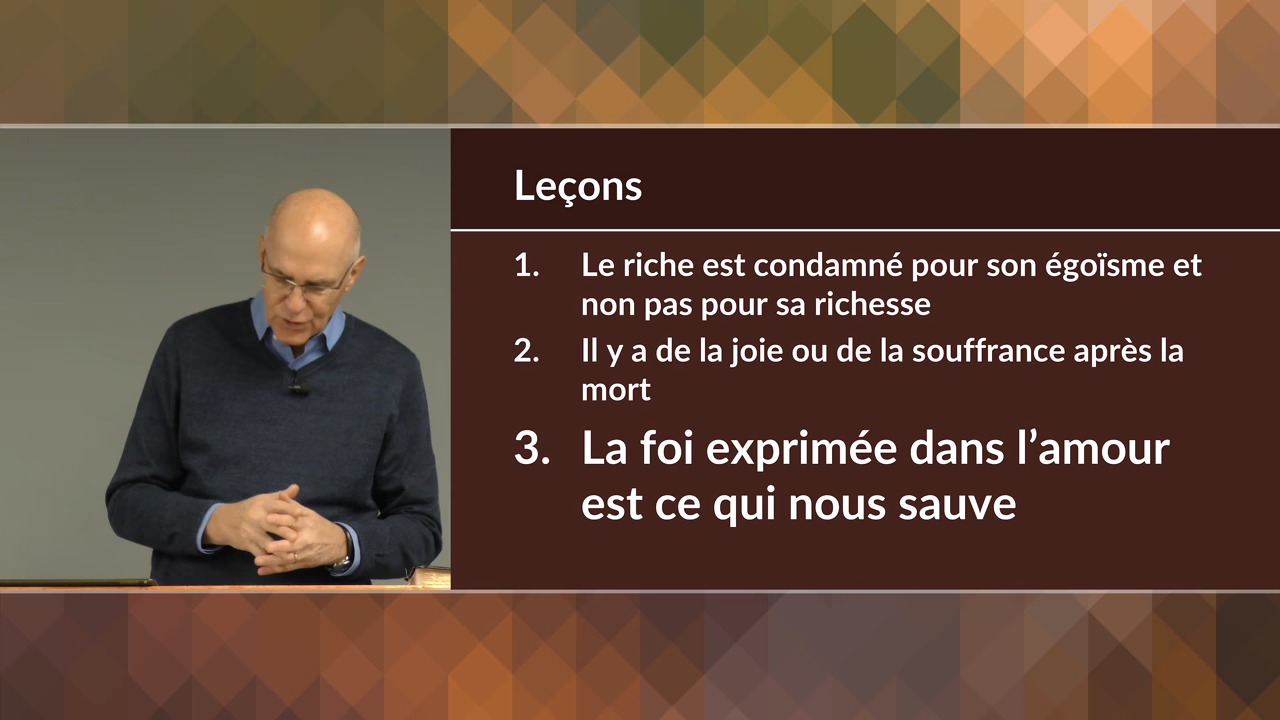 Leçons
1. Le riche est condamné pour son égoïsme et
non pas pour sa richesse
2. Il y a de la joie ou de la souffrance après la
mort
3. La foi exprimée dans l’amour
est ce qui nous sauve